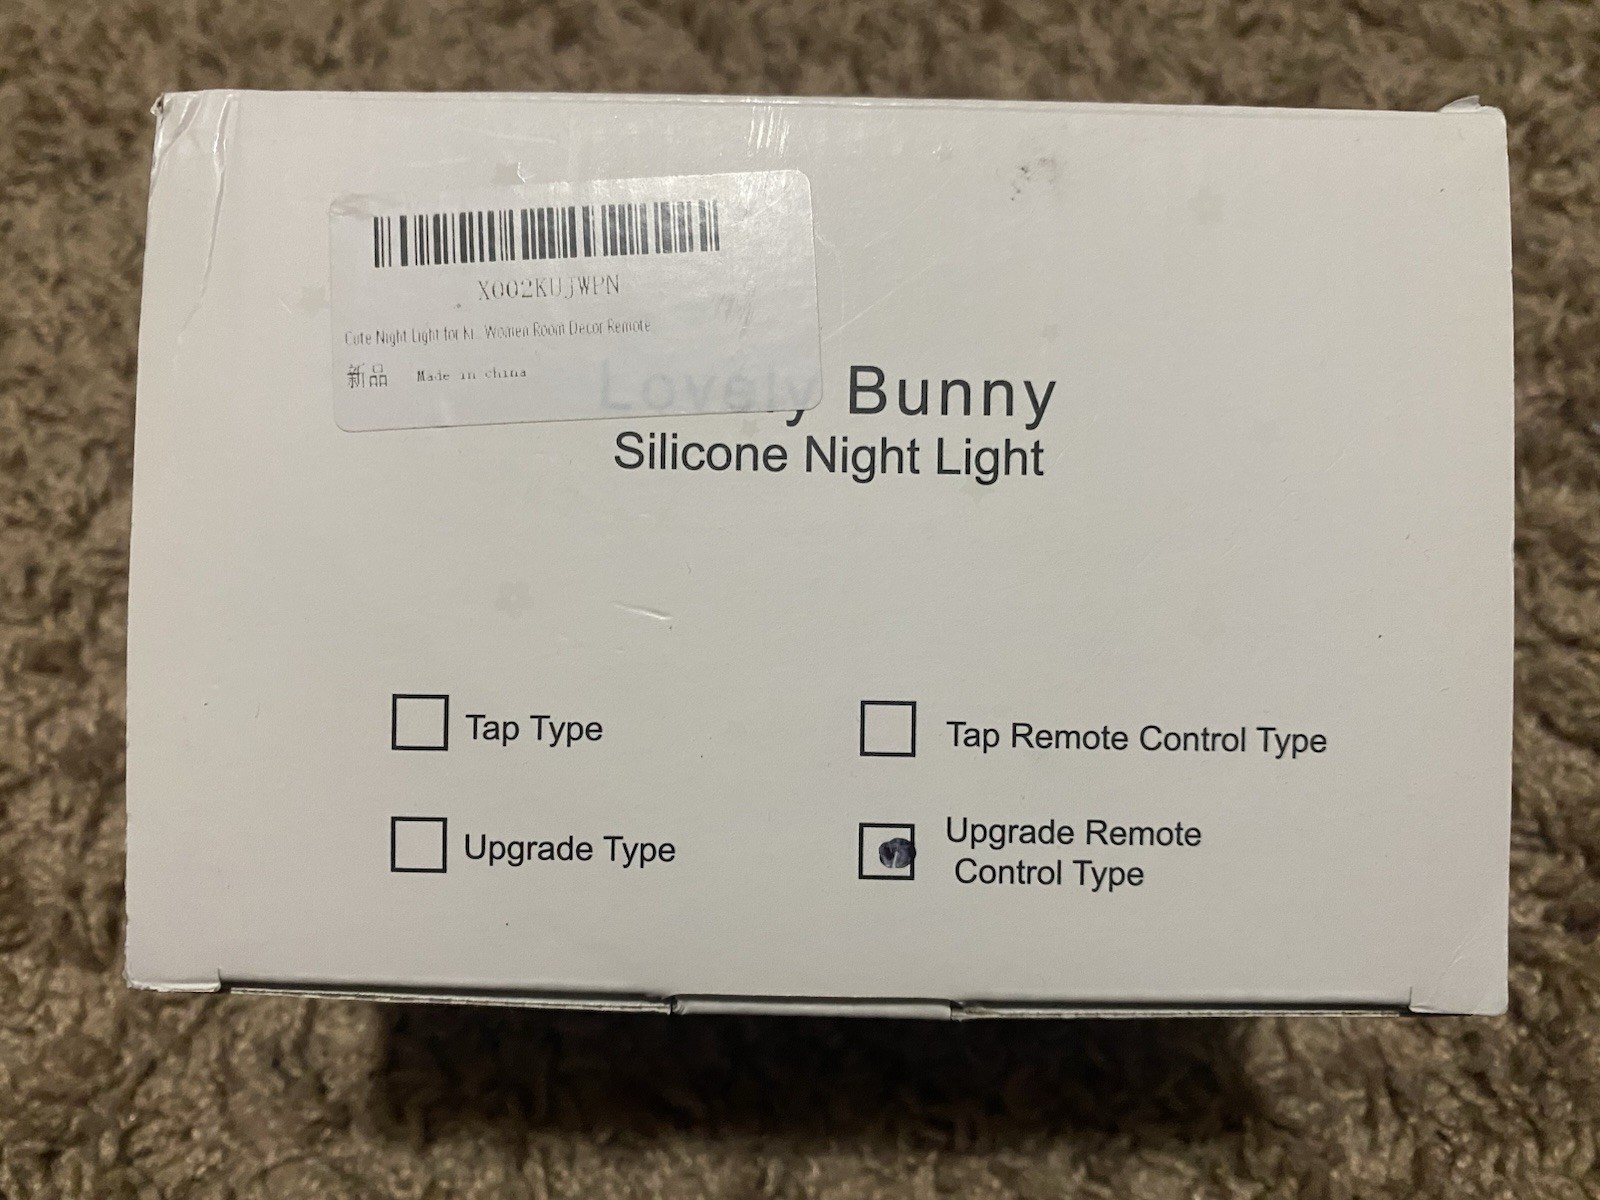 X002KUJWPN
Cute Night Light for Ki.. Women Room Decor Remote
新品 Made in china
Lovely Bunny
Silicone Night Light
Tap Type
Tap Remote Control Type
Upgrade Type
Upgrade Remote
Control Type